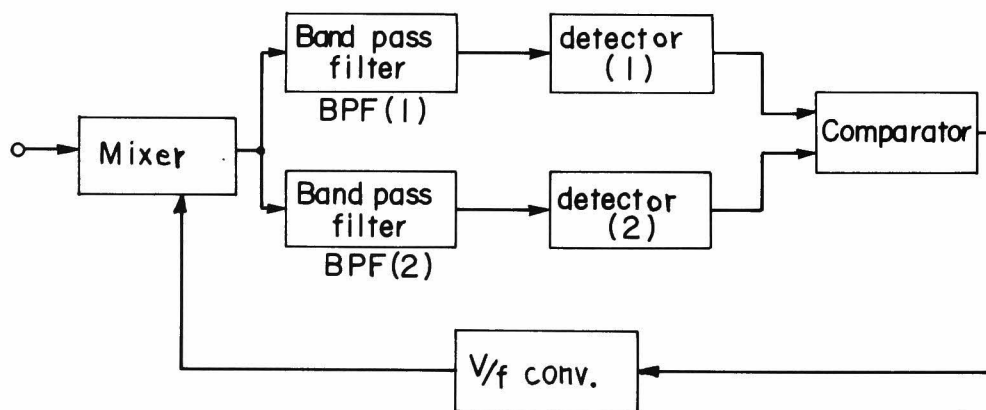 Band pass
filter
BPF(1)
detector
(1)
Mixer
Comparator
Band pass
filter
BPF(2)
detector
(2)
V/f conv.